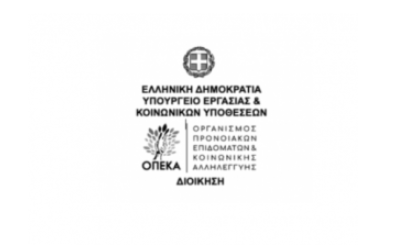 ΕΛΛΗΝΙΚΗ ΔΗΜΟΚΡΑΤΙΑ
ΥΠΟΥΡΓΕΙΟ ΕΡΓΑΣΙΑΣ &
ΚΟΙΝΩΝΙΚΩΝ ΥΠΟΘΕΣΕΩΝ
ΟΠΕΚΑ
ΟΡΓΑΝΙΣΜΟΣ
ΠΡΟΝΟΙΑΚΩΝ
ΕΠΙΔΟΜΑΤΩΝ &
ΚΟΙΝΩΝΙΚΗΣ
ΑΛΛΗΛΕΓΓΥΗΣ
ΔΙΟΙΚΗΣΗ